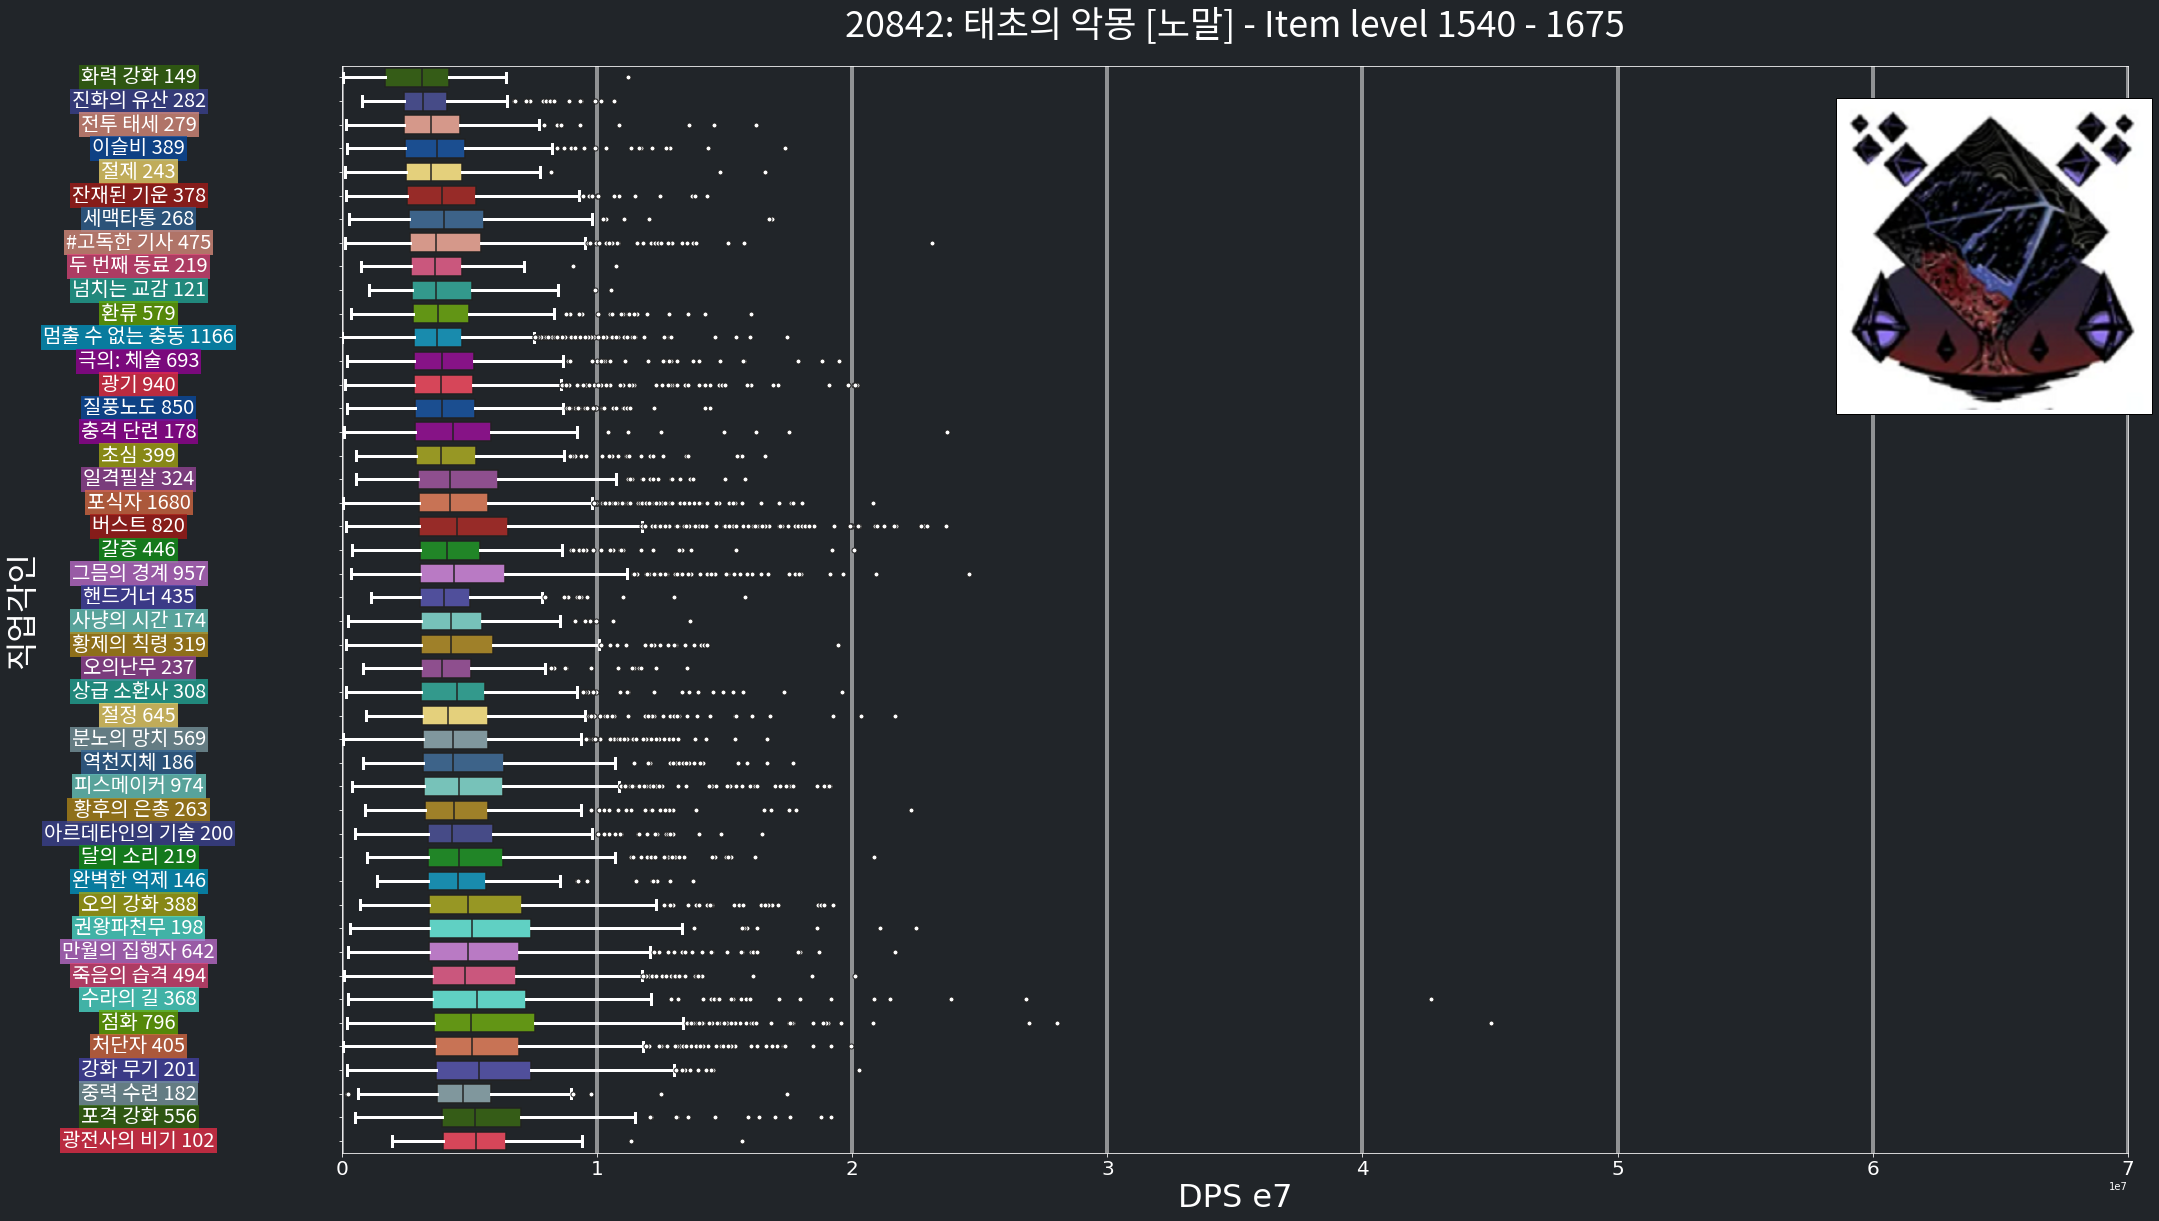 20842: 태초의 악몽 [노말] - Item level 1540 - 1675
직업각인
화력 강화 149
진화의 유산 282
전투 태세 279
이슬비 389
절제 243
잔재된 기운 378
세맥타통 268
#고독한 기사 475
두 번째 동료 219
넘치는 교감 121
환류 579
멈출 수 없는 충동 1166
극의: 체술 693
광기 940
질풍노도 850
충격 단련 178
초심 399
일격필살 324
포식자 1680
버스트 820
갈증 446
그믐의 경계 957
핸드거너 435
사냥의 시간 174
황제의 칙령 319
오의난무 237
상급 소환사 308
절정 645
분노의 망치 569
역천지체 186
피스메이커 974
황후의 은총 263
아르데타인의 기술 200
달의 소리 219
완벽한 억제 146
오의 강화 388
권왕파천무 198
만월의 집행자 642
죽음의 습격 494
수라의 길 368
점화 796
처단자 405
강화 무기 201
중력 수련 182
포격 강화 556
광전사의 비기 102
0 1 2 3 4 5 6 7
1e7
DPS e7